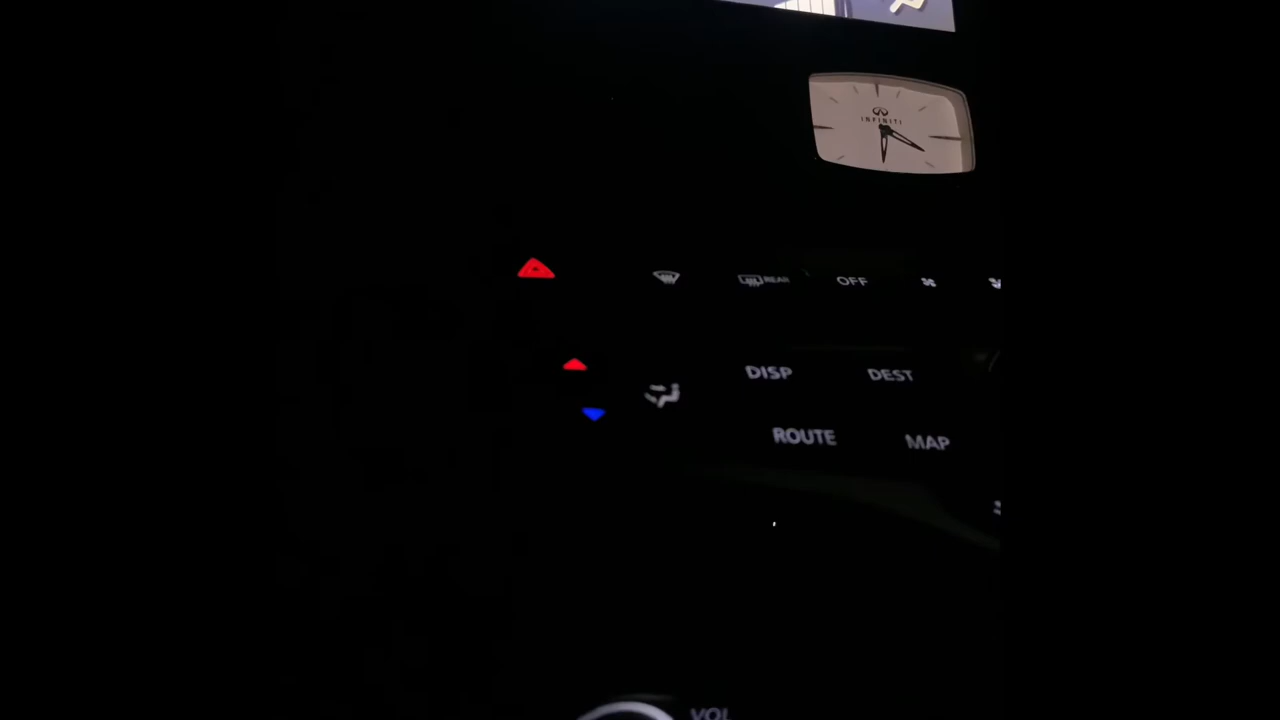 INFINITI
REAR
OFF
DISP
DEST
ROUTE
MAP
VOL